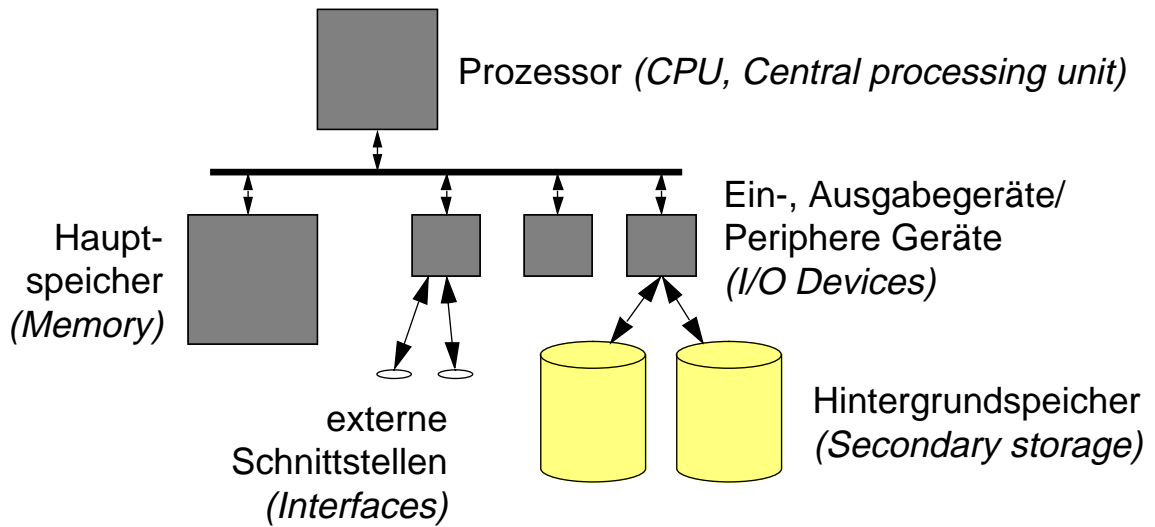 Prozessor (CPU, Central processing unit)
Ein-, Ausgabegeräte/
Periphere Geräte
(I/O Devices)
Haupt-
speicher
(Memory)
externe
Schnittstellen
(Interfaces)
Hintergrundspeicher
(Secondary storage)